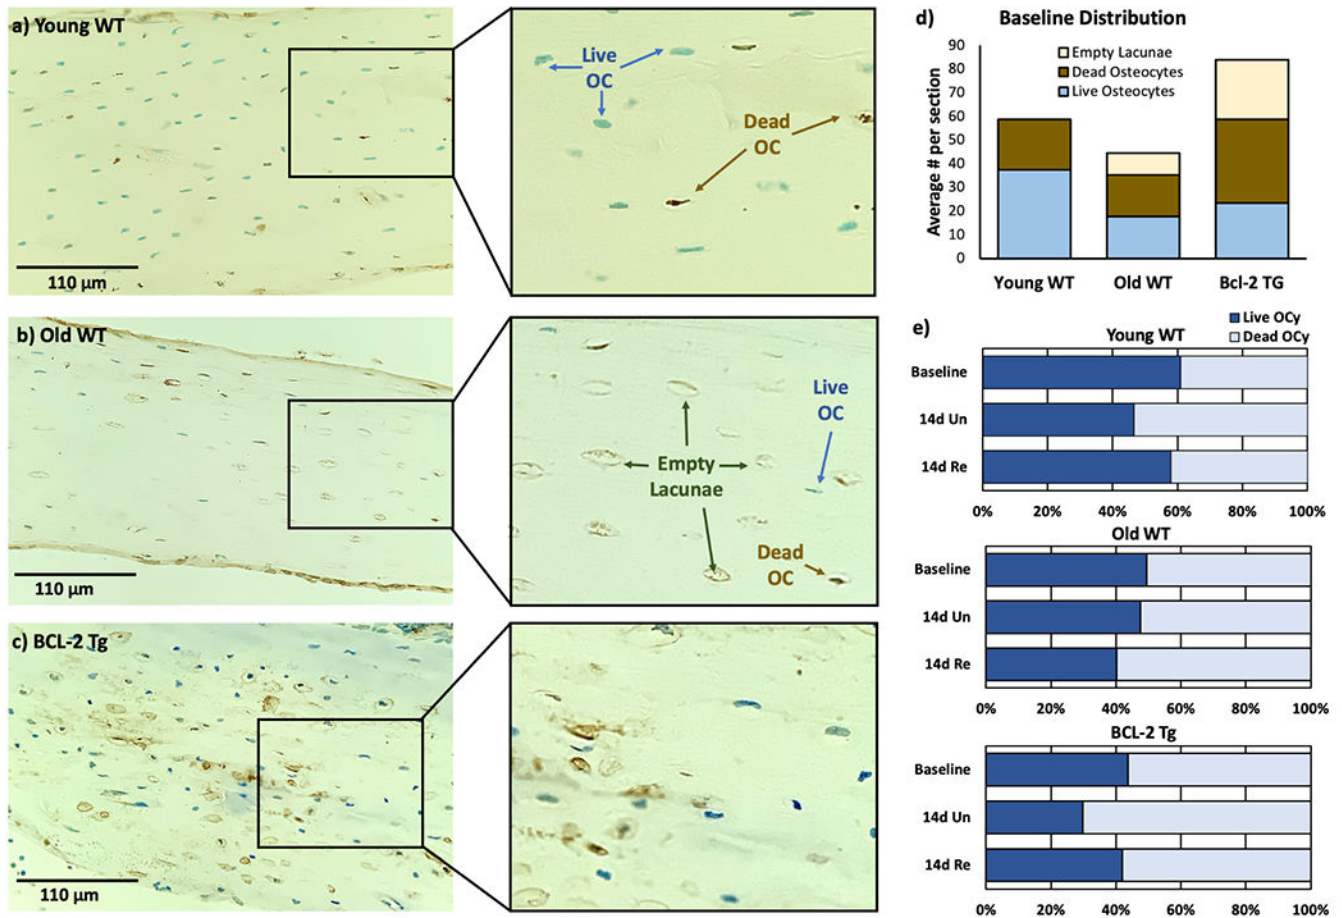 a) Young WT
Live
OC
Dead
OC
110 µm
b) Old WT
Live
OC
Empty
Lacunae
Dead
OC
110 µm
c) BCL-2 Tg
110 µm
d)
Baseline Distribution
Average # per section
90
80
70
60
50
40
30
20
10
0
Empty Lacunae
Dead Osteocytes
Live Osteocytes
Young WT Old WT Bcl-2 TG
e)
Live OCy
Dead OCy
Young WT
Baseline
14d Un
14d Re
0% 20% 40% 60% 80% 100%
Old WT
Baseline
14d Un
14d Re
0% 20% 40% 60% 80% 100%
BCL-2 Tg
Baseline
14d Un
14d Re
0% 20% 40% 60% 80% 100%